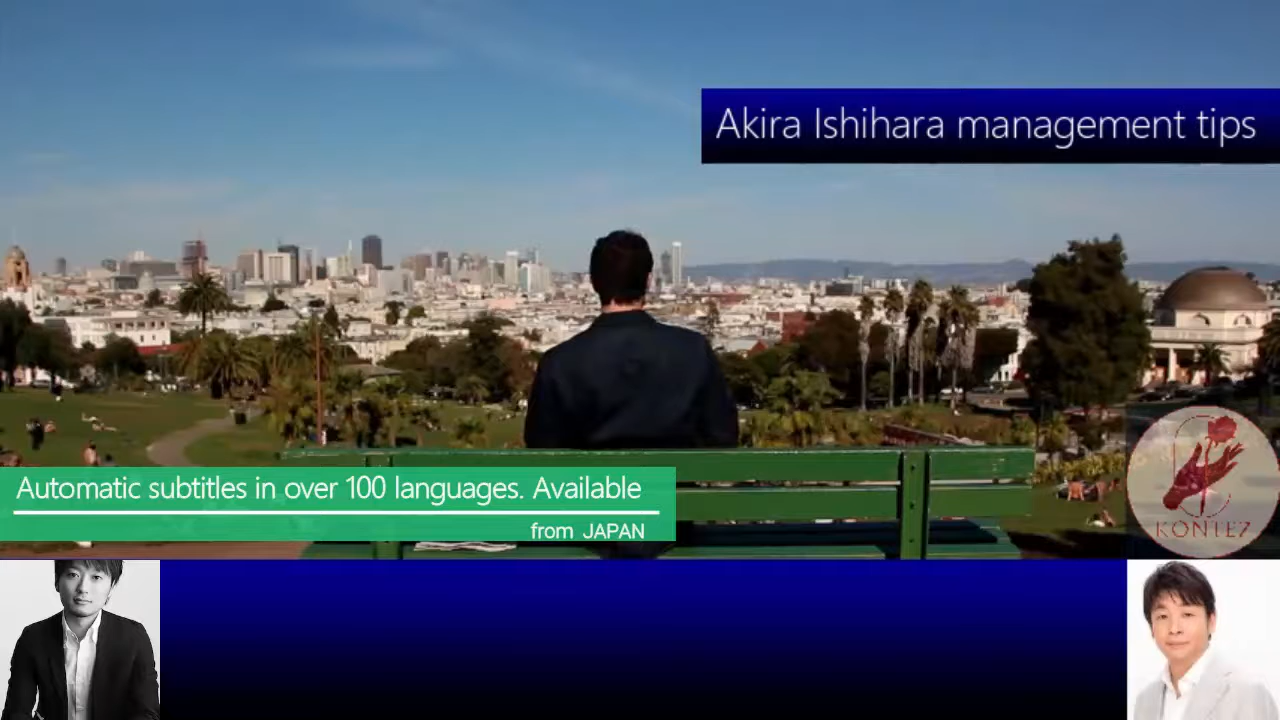 Akira Ishihara management tips
Automatic subtitles in over 100 languages. Available
from JAPAN
KONTEZ